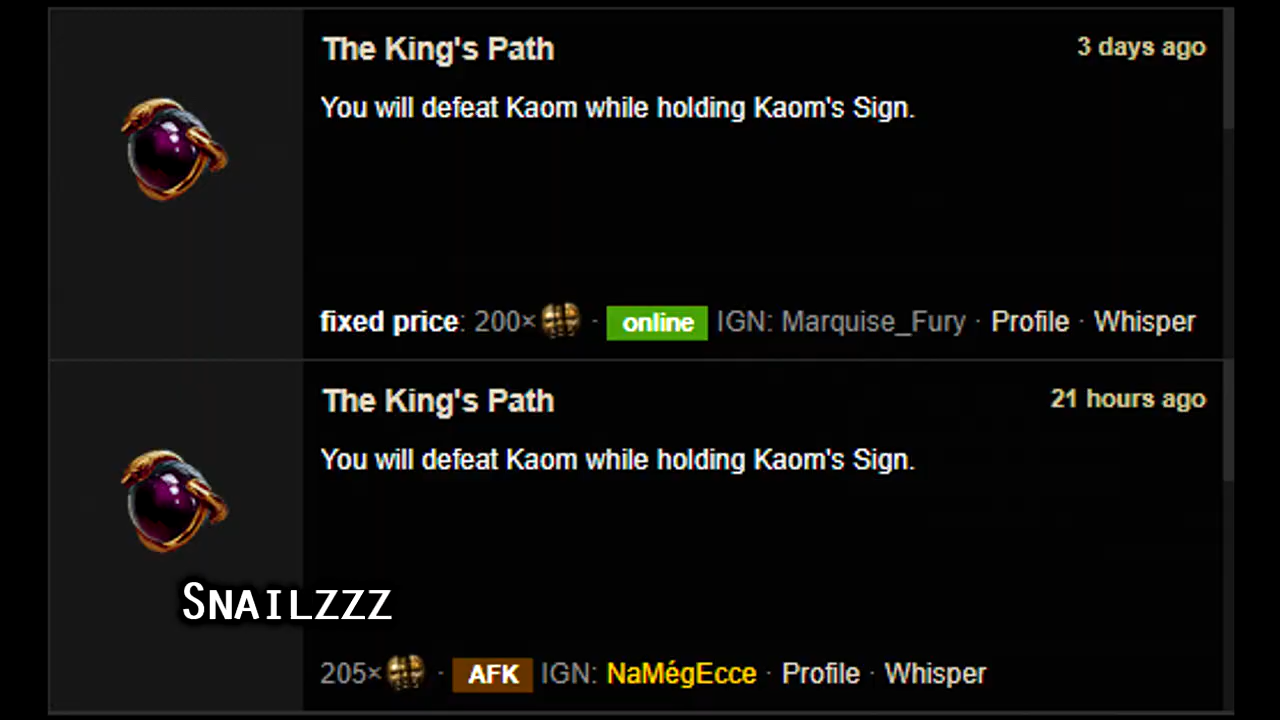 The King's Path 3 days ago
You will defeat Kaom while holding Kaom's Sign.
fixed price: 200× · online IGN: Marquise_Fury · Profile · Whisper
The King's Path 21 hours ago
You will defeat Kaom while holding Kaom's Sign.
Snailzzz
205× · AFK IGN: NaMégEcce · Profile · Whisper